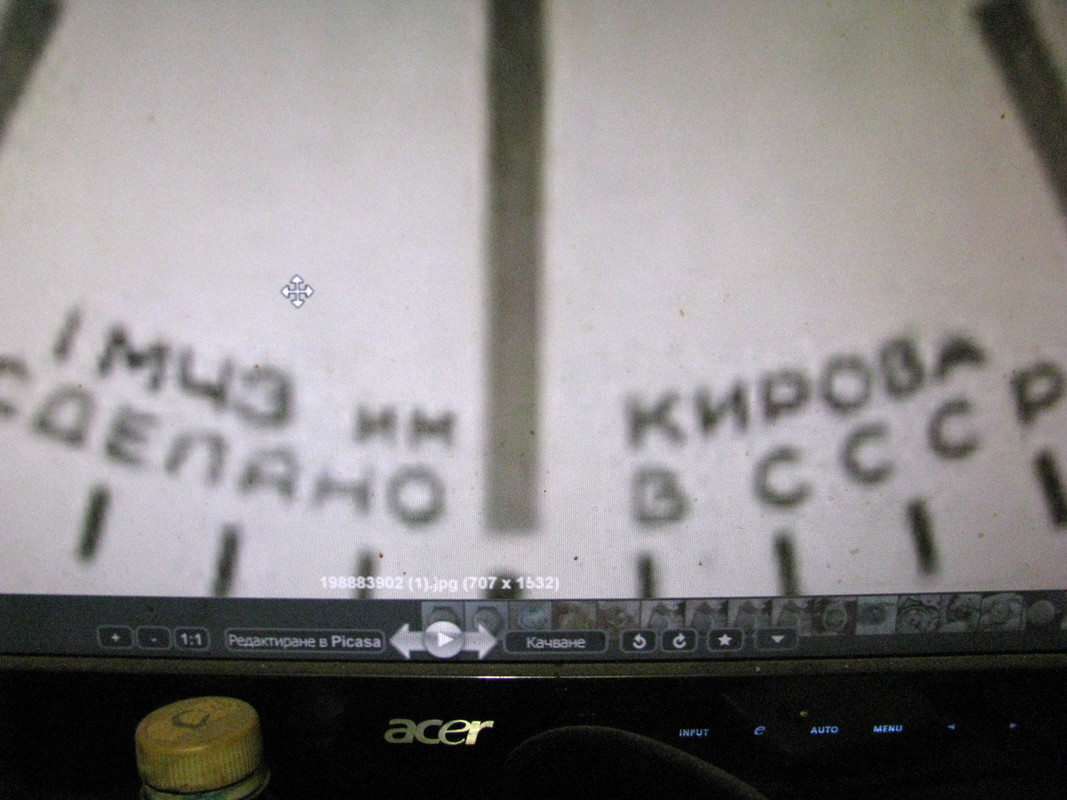 1 МЧЗ ИМ КИРОВА
СДЕЛАНО В СССР
198883902 (1).jpg (707 x 1532)
+ - 1:1 Редактиране в Picasa Качване
acer INPUT e AUTO MENU